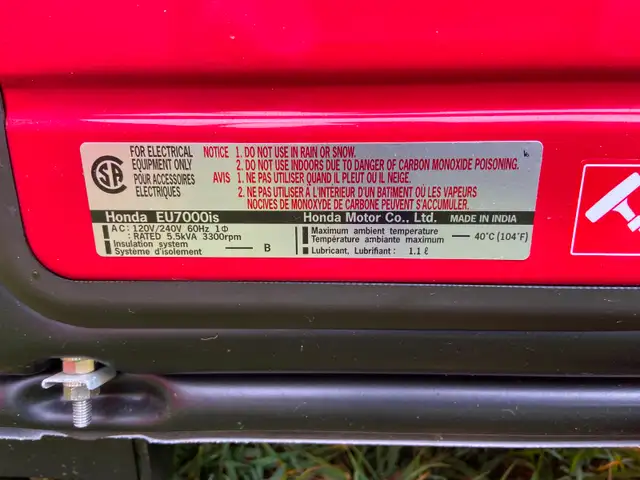 CSA
FOR ELECTRICAL
EQUIPMENT ONLY
POUR ACCESSOIRES
ÉLECTRIQUES
NOTICE 1. DO NOT USE IN RAIN OR SNOW.
2. DO NOT USE INDOORS DUE TO DANGER OF CARBON MONOXIDE POISONING.
AVIS 1. NE PAS UTILISER QUAND IL PLEUT OU IL NEIGE.
2. NE PAS UTILISER À L'INTÉRIEUR D'UN BATIMENT OÙ LES VAPEURS
NOCIVES DE MONOXYDE DE CARBONE PEUVENT S'ACCUMULER.
Honda EU7000is Honda Motor Co., Ltd. MADE IN INDIA
AC: 120V/240V 60Hz 1Φ
: RATED 5.5kVA 3300rpm
Insulation system
Système d'isolement — B
Maximum ambient temperature
Température ambiante maximum — 40°C (104°F)
Lubricant, Lubrifiant : 1.1 ℓ